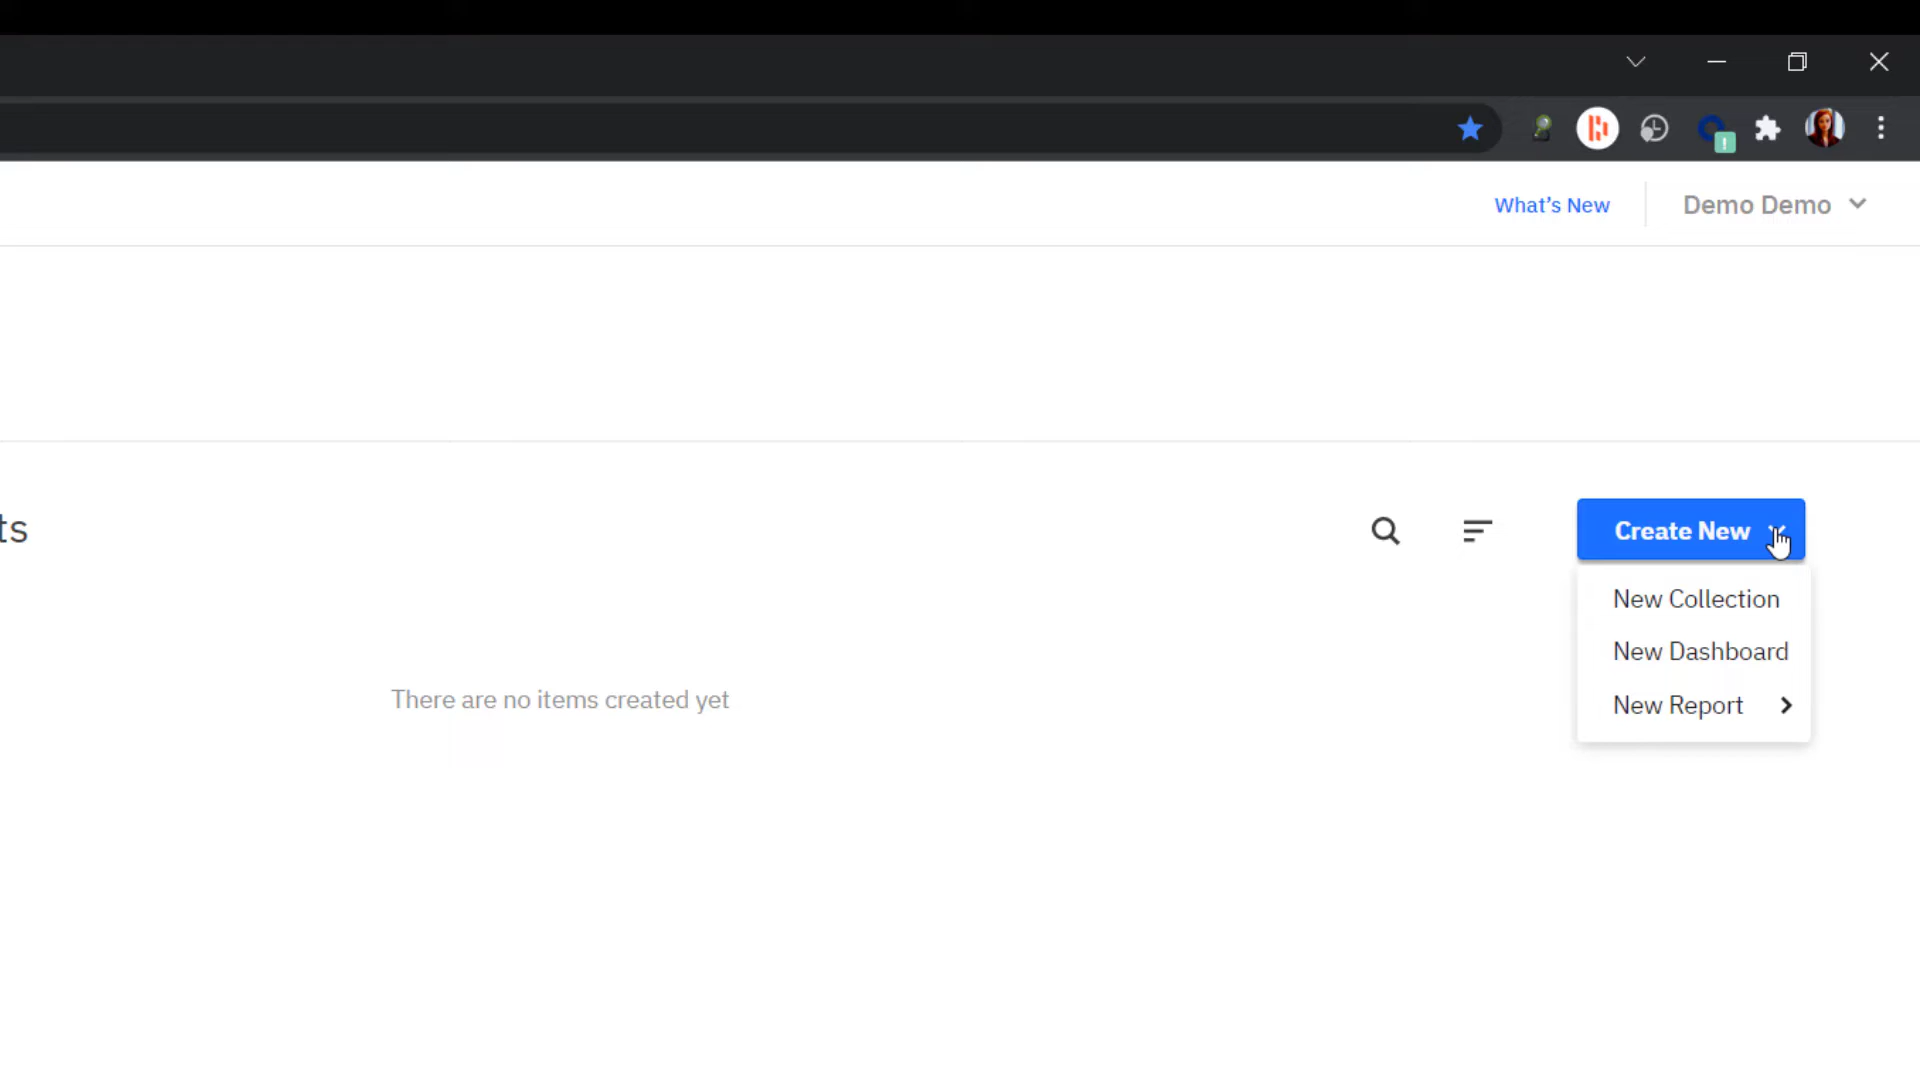 What's New
Demo Demo
ts
Create New
New Collection
New Dashboard
New Report
There are no items created yet